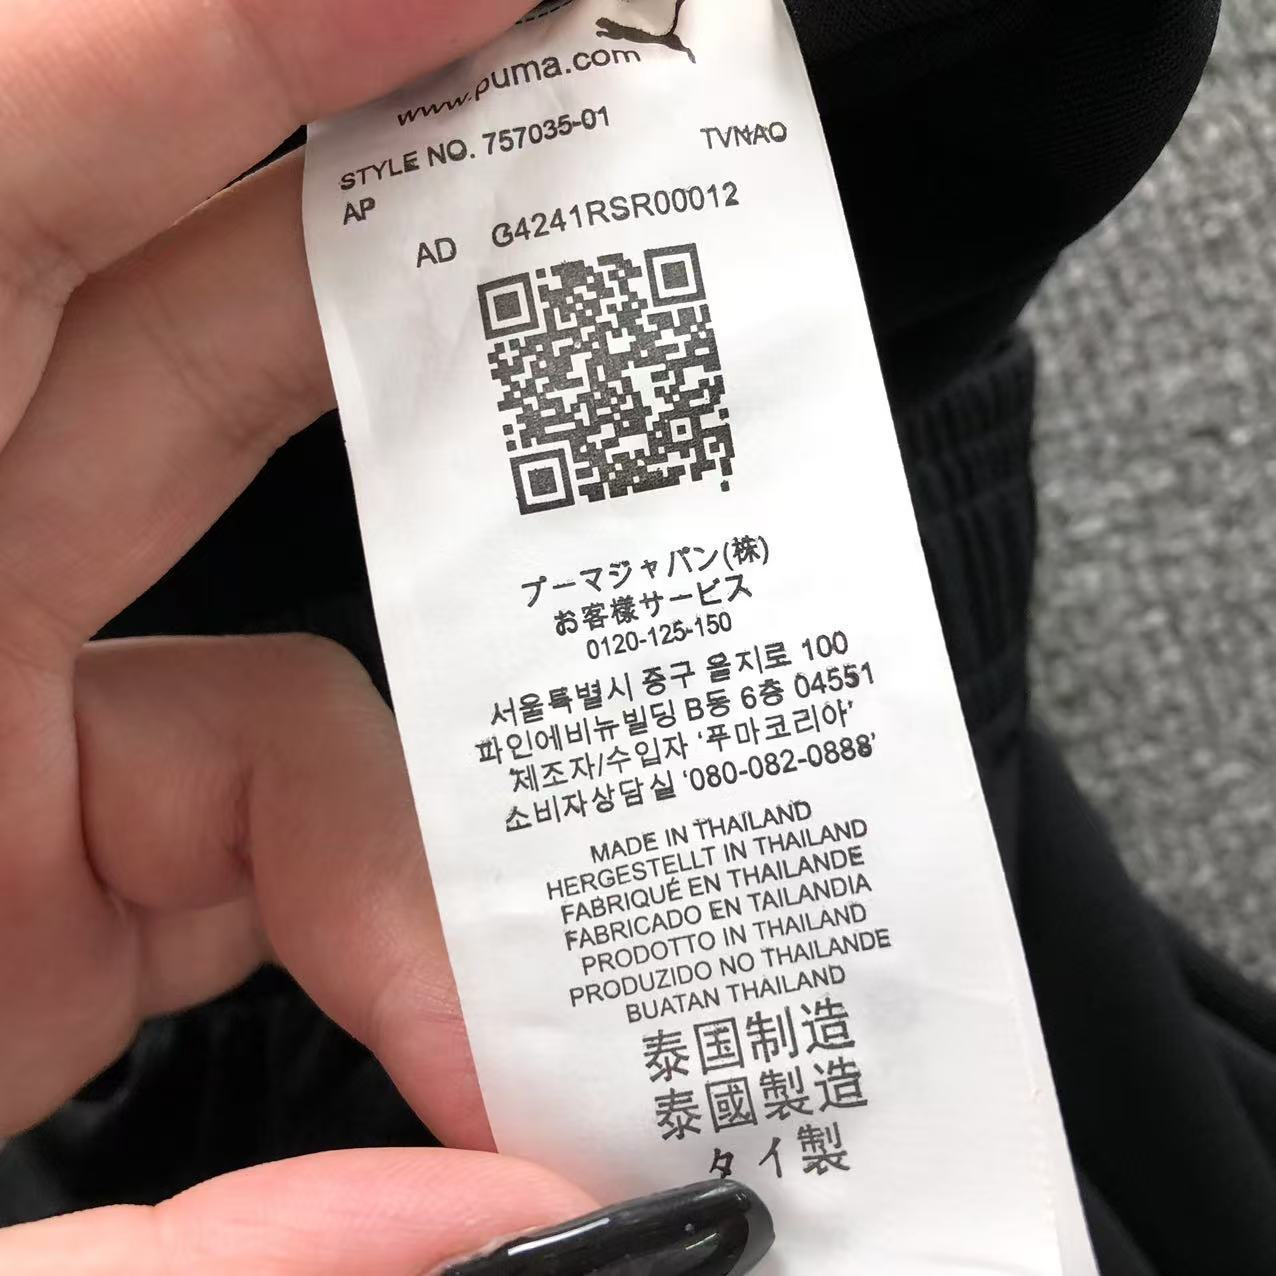 www.puma.com
STYLE NO. 757035-01
TVNAO
AP
AD G4241RSR00012
プーマジャパン(株)
お客様サービス
0120-125-150
서울특별시 중구 을지로 100
파인에비뉴빌딩 B동 6층 04551
제조자/수입자 '푸마코리아'
소비자상담실 '080-082-0888'
MADE IN THAILAND
HERGESTELLT IN THAILAND
FABRIQUÉ EN THAILANDE
FABRICADO EN TAILANDIA
PRODOTTO IN THAILAND
PRODUZIDO NO THAILANDE
BUATAN THAILAND
泰国制造
泰國製造
タイ製